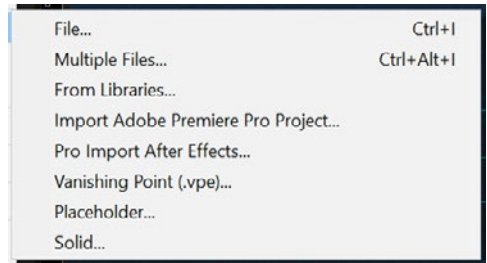 File... Ctrl+I
Multiple Files... Ctrl+Alt+I
From Libraries...
Import Adobe Premiere Pro Project...
Pro Import After Effects...
Vanishing Point (.vpe)...
Placeholder...
Solid...